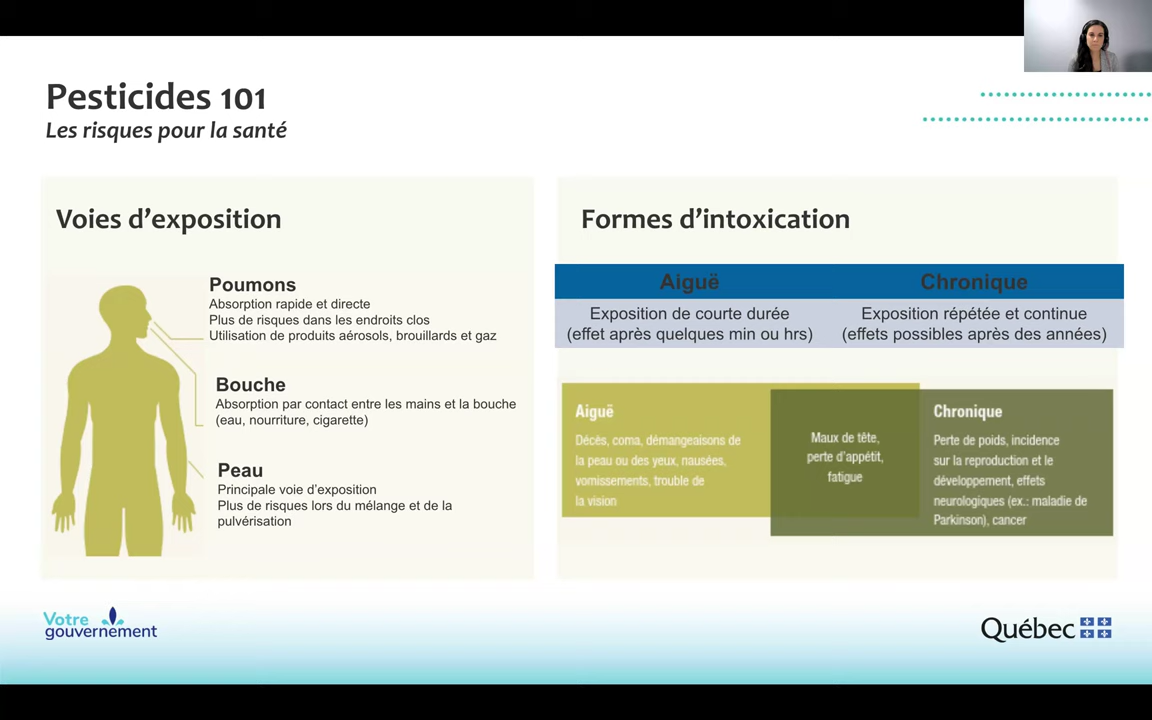 Pesticides 101
Les risques pour la santé
Voies d’exposition
Poumons
Absorption rapide et directe
Plus de risques dans les endroits clos
Utilisation de produits aérosols, brouillards et gaz
Bouche
Absorption par contact entre les mains et la bouche
(eau, nourriture, cigarette)
Peau
Principale voie d’exposition
Plus de risques lors du mélange et de la
pulvérisation
Formes d’intoxication
Aiguë Chronique
Exposition de courte durée
(effet après quelques min ou hrs)
Exposition répétée et continue
(effets possibles après des années)
Aiguë
Décès, coma, démangeaisons de
la peau ou des yeux, nausées,
vomissements, trouble de
la vision
Maux de tête,
perte d’appétit,
fatigue
Chronique
Perte de poids, incidence
sur la reproduction et le
développement, effets
neurologiques (ex.: maladie de
Parkinson), cancer
Votre
gouvernement
Québec